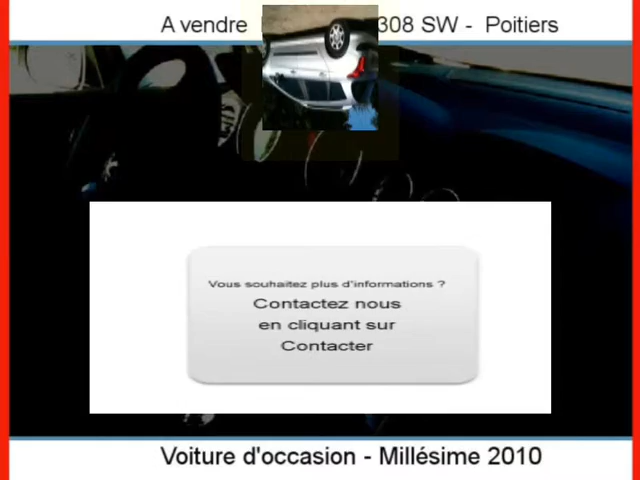 A vendre 308 SW - Poitiers
Vous souhaitez plus d'informations ?
Contactez nous
en cliquant sur
Contacter
Voiture d'occasion - Millésime 2010